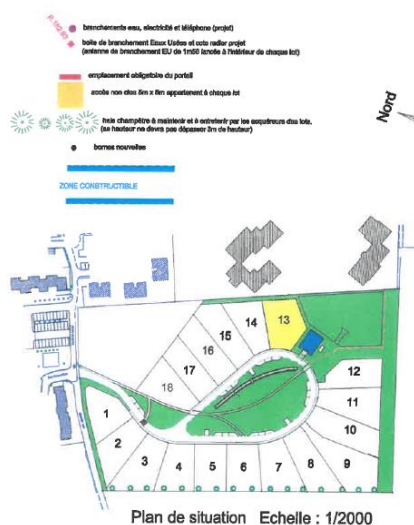 branchements eau, électricité et téléphone (projet)
boîte de branchement Eaux Usées et cote radier projet
(antenne de branchement EU de 1m50 lancée à l'intérieur de chaque lot)
emplacement obligatoire du portail
accès non clos 5m x 5m appartenant à chaque lot
haie champêtre à maintenir et à entretenir par les acquéreurs des lots.
(sa hauteur ne devra pas dépasser 2m de hauteur)
bornes nouvelles
Nord
ZONE CONSTRUCTIBLE
13
14
15
16
17
18
12
11
10
1
2
3
4
5
6
7
8
9
Plan de situation Echelle : 1/2000